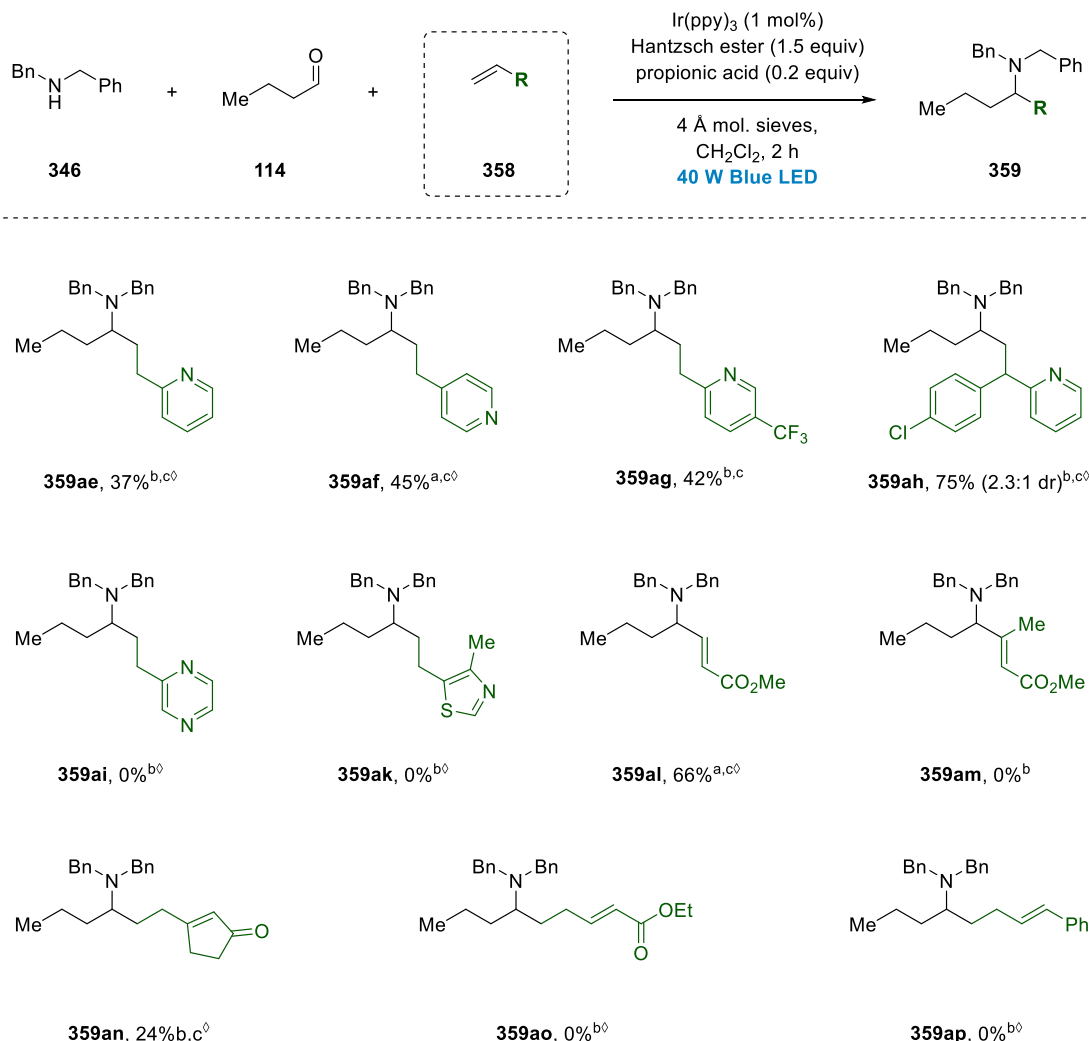 Ir(ppy)3 (1 mol%)
Hantzsch ester (1.5 equiv)
propionic acid (0.2 equiv)
4 Å mol. sieves,
CH2Cl2, 2 h
40 W Blue LED
Bn N H Ph
+
Me O
+
R
Bn N Ph
Me R
346
114
358
359
Bn N Bn
Me
N
Bn N Bn
Me
N
Bn N Bn
Me
N
CF3
Bn N Bn
Me
N
Cl
359ae, 37%b,c◊
359af, 45%a,c◊
359ag, 42%b,c
359ah, 75% (2.3:1 dr)b,c◊
Bn N Bn
Me
N
N
Bn N Bn
Me
Me
N
S
Bn N Bn
Me
CO2Me
Bn N Bn
Me
Me
CO2Me
359ai, 0%b◊
359ak, 0%b◊
359al, 66%a,c◊
359am, 0%b
Bn N Bn
Me
O
Bn N Bn
Me
OEt
O
Bn N Bn
Me
Ph
359an, 24%b.c◊
359ao, 0%b◊
359ap, 0%b◊